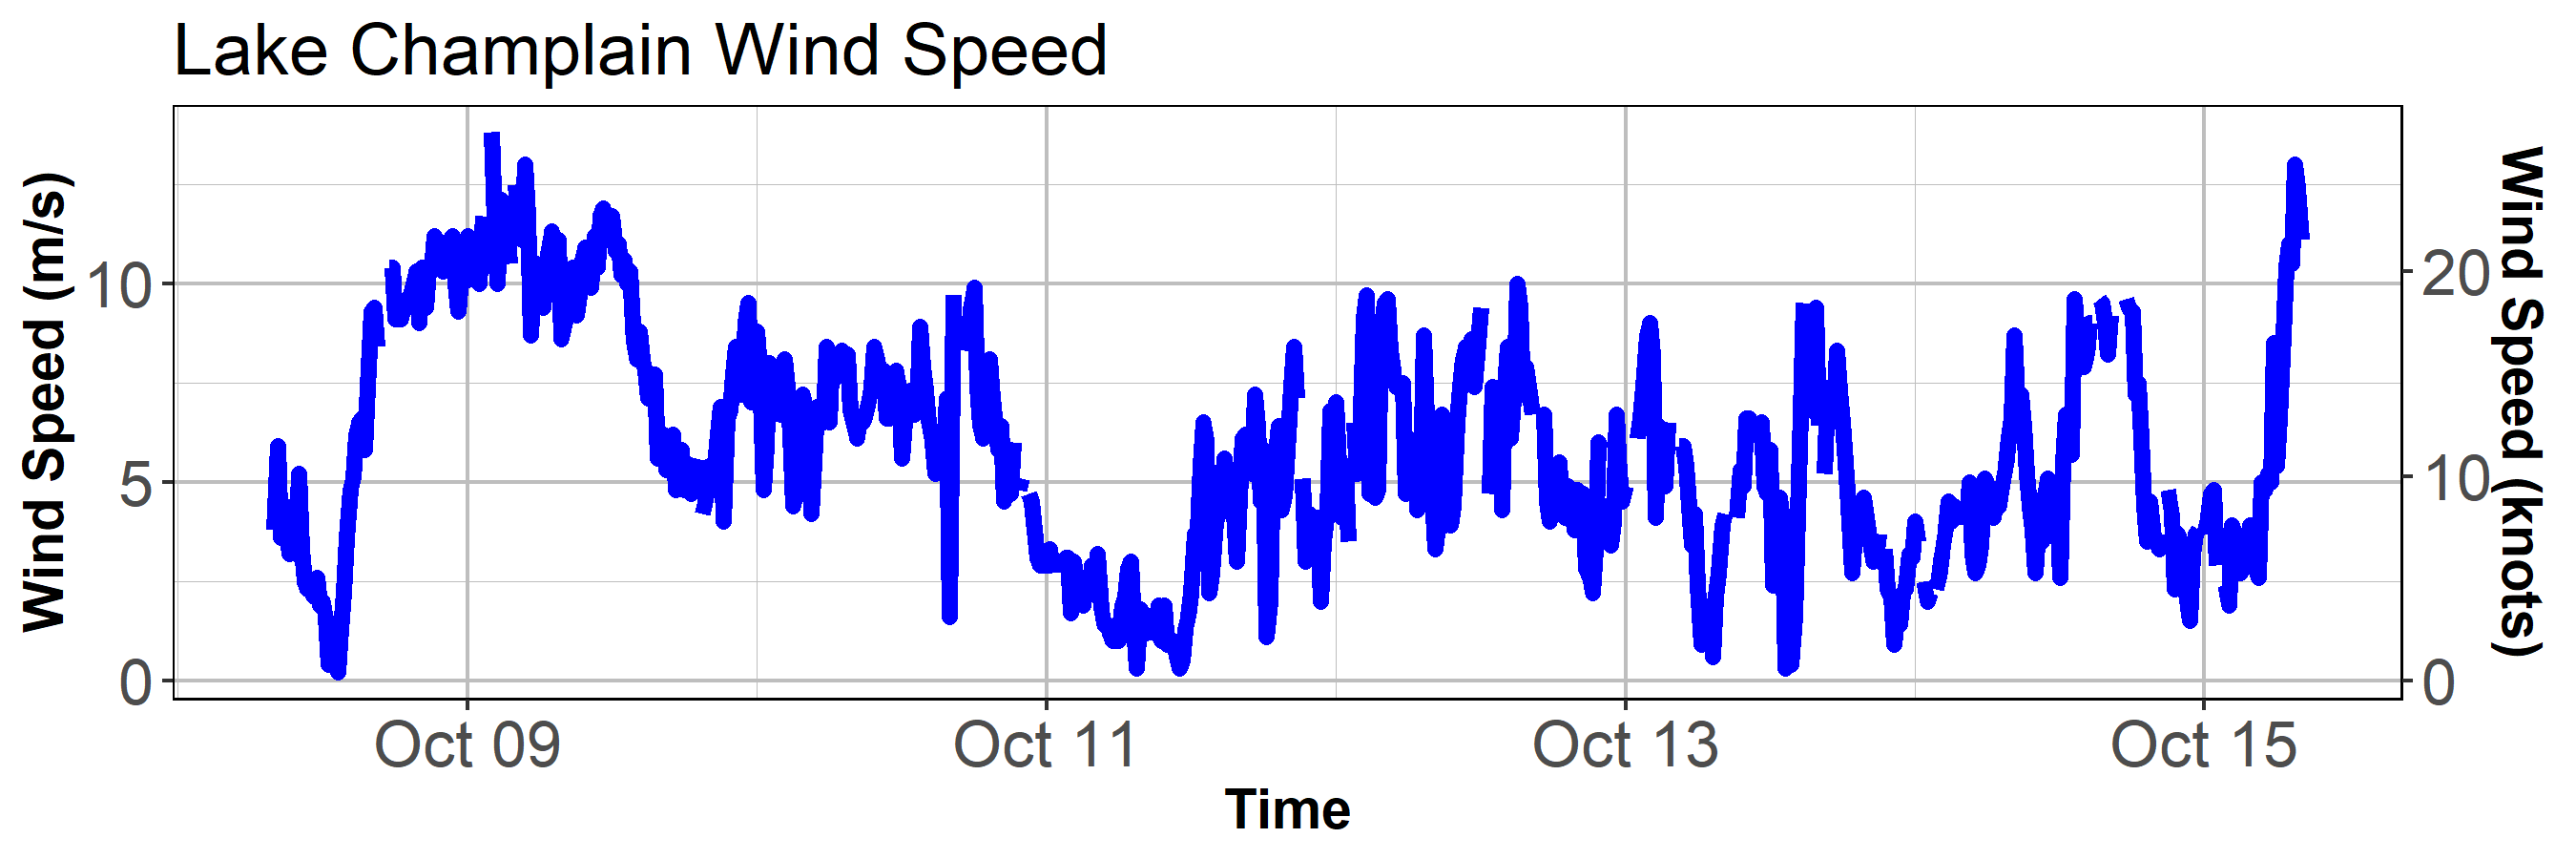 Lake Champlain Wind Speed
Wind Speed (m/s)
10
5
0
20
10
0
Wind Speed (knots)
Oct 09
Oct 11
Oct 13
Oct 15
Time